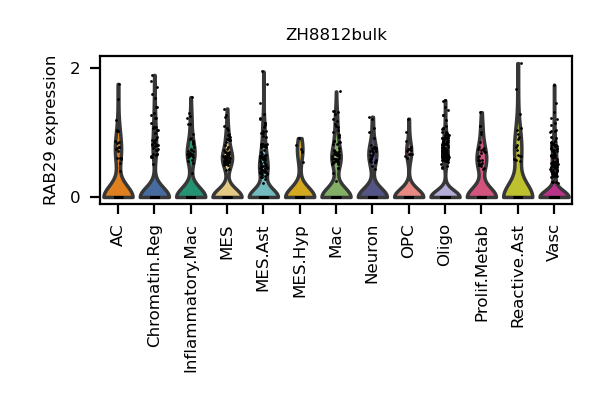 ZH8812bulk
RAB29 expression
2
0
AC
Chromatin.Reg
Inflammatory.Mac
MES
MES.Ast
MES.Hyp
Mac
Neuron
OPC
Oligo
Prolif.Metab
Reactive.Ast
Vasc